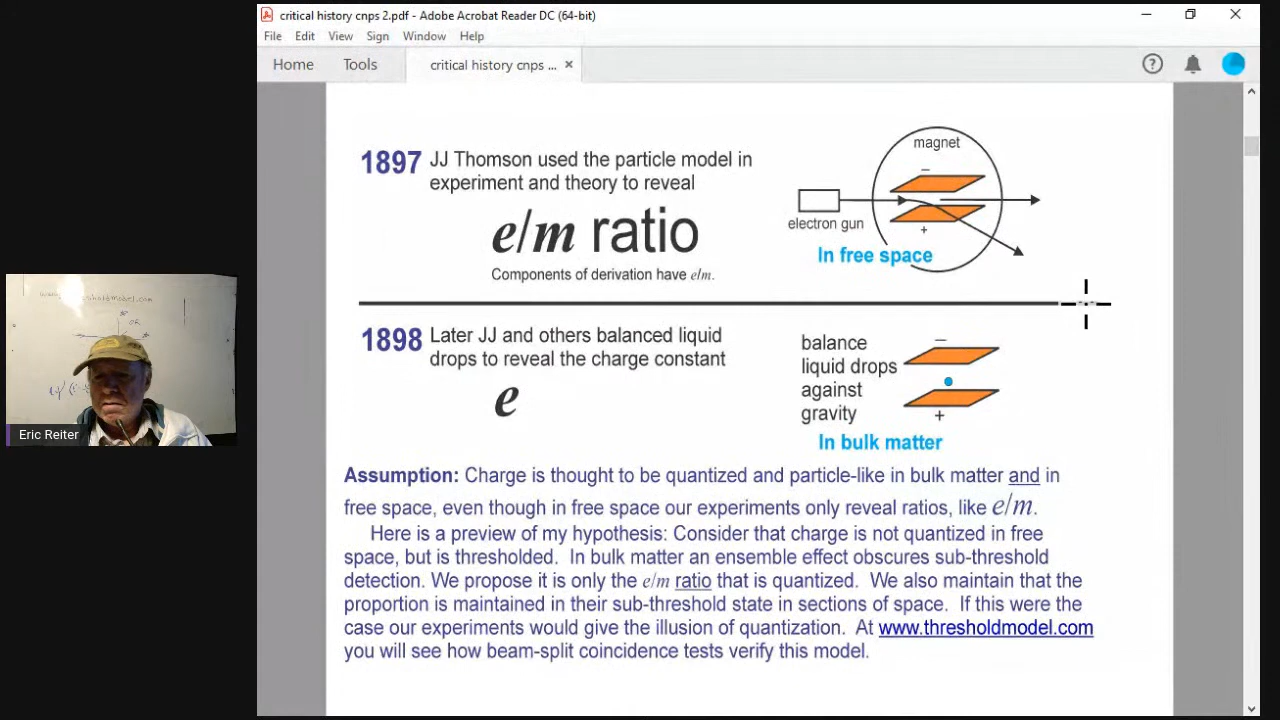 critical history cnps 2.pdf - Adobe Acrobat Reader DC (64-bit)
File Edit View Sign Window Help
Home Tools critical history cnps ... ×
1897 JJ Thomson used the particle model in
experiment and theory to reveal
e/m ratio
Components of derivation have e/m.
magnet
−
electron gun
+
In free space
1898 Later JJ and others balanced liquid
drops to reveal the charge constant
e
balance
liquid drops
against
gravity
−
+
In bulk matter
Assumption: Charge is thought to be quantized and particle-like in bulk matter and in
free space, even though in free space our experiments only reveal ratios, like e/m.
Here is a preview of my hypothesis: Consider that charge is not quantized in free
space, but is thresholded. In bulk matter an ensemble effect obscures sub-threshold
detection. We propose it is only the e/m ratio that is quantized. We also maintain that the
proportion is maintained in their sub-threshold state in sections of space. If this were the
case our experiments would give the illusion of quantization. At www.thresholdmodel.com
you will see how beam-split coincidence tests verify this model.
Eric Reiter